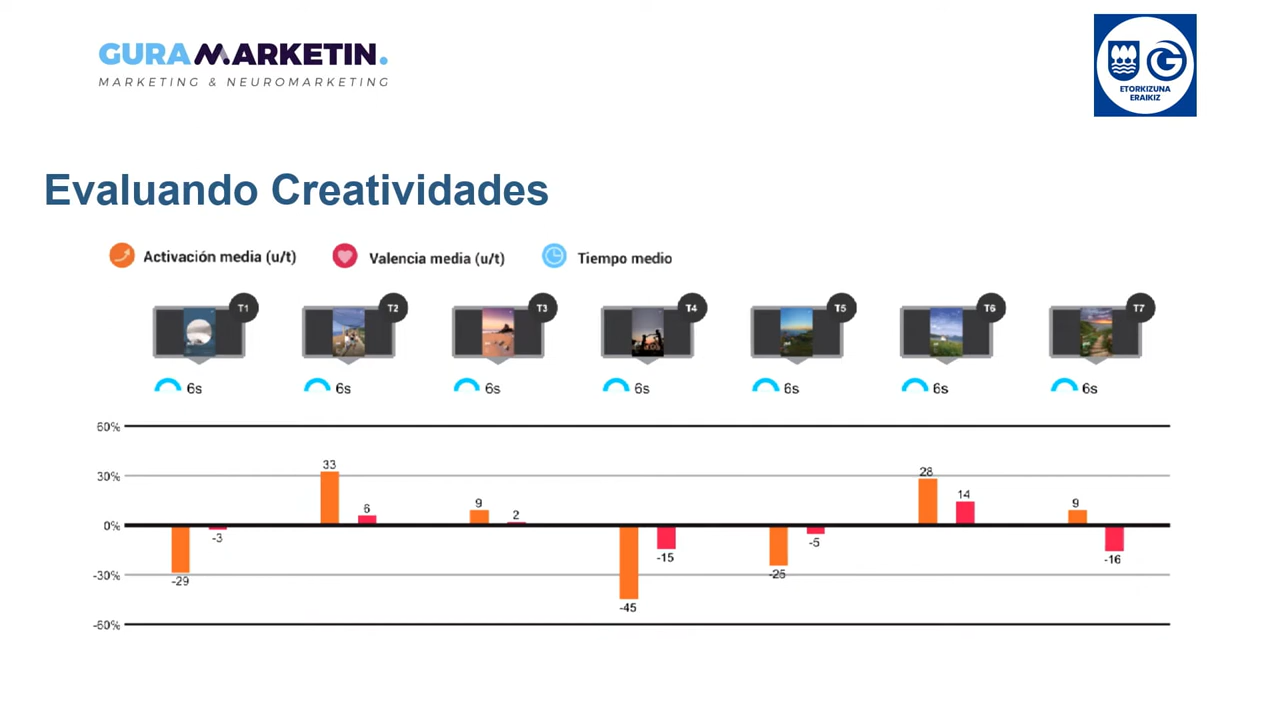 GURA MARKETIN.
MARKETING & NEUROMARKETING
ETORKIZUNA
ERAIKIZ
Evaluando Creatividades
Activación media (u/t)
Valencia media (u/t)
Tiempo medio
T1
T2
T3
T4
T5
T6
T7
6s
6s
6s
6s
6s
6s
6s
60%
30%
0%
-30%
-60%
-29
-3
33
6
9
2
-45
-15
-25
-5
28
14
9
-16